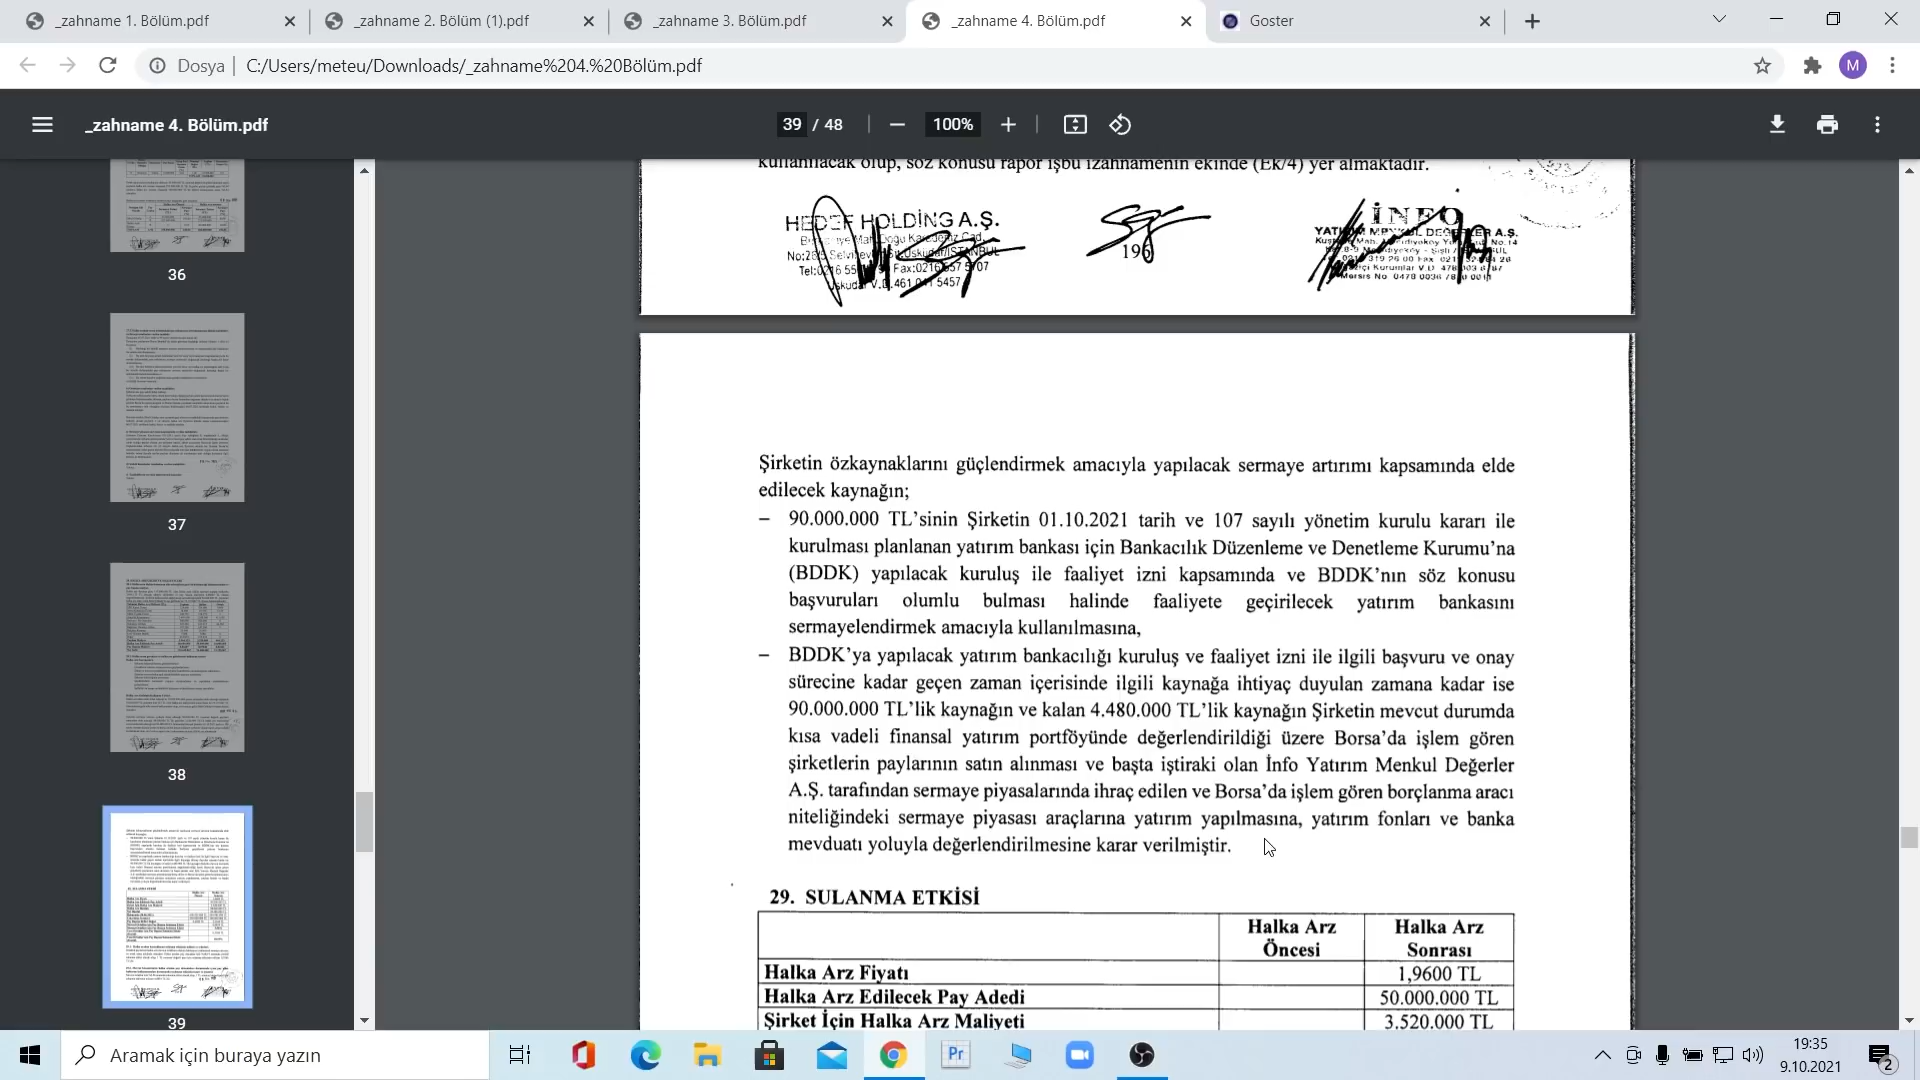 _zahname 1. Bölüm.pdf
_zahname 2. Bölüm (1).pdf
_zahname 3. Bölüm.pdf
_zahname 4. Bölüm.pdf
Goster
Dosya
C:/Users/meteu/Downloads/_zahname%204.%20Bölüm.pdf
M
_zahname 4. Bölüm.pdf
39 / 48
100%
36
37
38
39
kullanılacak olup, söz konusu rapor işbu izahnamenin ekinde (Ek/4) yer almaktadır.
HEDEF HOLDİNG A.Ş.
196
İNFO
YATIRIM MENKUL DEĞERLER A.Ş.
Şirketin özkaynaklarını güçlendirmek amacıyla yapılacak sermaye artırımı kapsamında elde
edilecek kaynağın;
– 90.000.000 TL'sinin Şirketin 01.10.2021 tarih ve 107 sayılı yönetim kurulu kararı ile
kurulması planlanan yatırım bankası için Bankacılık Düzenleme ve Denetleme Kurumu'na
(BDDK) yapılacak kuruluş ile faaliyet izni kapsamında ve BDDK'nın söz konusu
başvuruları olumlu bulması halinde faaliyete geçirilecek yatırım bankasını
sermayelendirmek amacıyla kullanılmasına,
– BDDK'ya yapılacak yatırım bankacılığı kuruluş ve faaliyet izni ile ilgili başvuru ve onay
sürecine kadar geçen zaman içerisinde ilgili kaynağa ihtiyaç duyulan zamana kadar ise
90.000.000 TL'lik kaynağın ve kalan 4.480.000 TL'lik kaynağın Şirketin mevcut durumda
kısa vadeli finansal yatırım portföyünde değerlendirildiği üzere Borsa'da işlem gören
şirketlerin paylarının satın alınması ve başta iştiraki olan İnfo Yatırım Menkul Değerler
A.Ş. tarafından sermaye piyasalarında ihraç edilen ve Borsa'da işlem gören borçlanma aracı
niteliğindeki sermaye piyasası araçlarına yatırım yapılmasına, yatırım fonları ve banka
mevduatı yoluyla değerlendirilmesine karar verilmiştir.
29. SULANMA ETKİSİ
Halka Arz Öncesi
Halka Arz Sonrası
Halka Arz Fiyatı 1,9600 TL
Halka Arz Edilecek Pay Adedi 50.000.000 TL
Şirket İçin Halka Arz Maliyeti 3.520.000 TL
Aramak için buraya yazın
Pr
19:35
9.10.2021
2